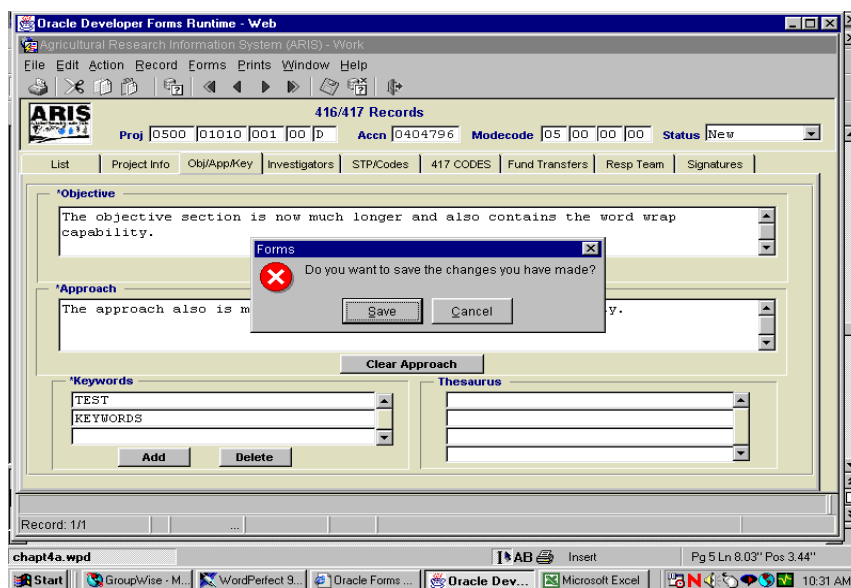 Oracle Developer Forms Runtime - Web
Agricultural Research Information System (ARIS) - Work
File Edit Action Record Forms Prints Window Help
ARIS
416/417 Records
Proj 0500 01010 001 00 D Accn 0404796 Modecode 05 00 00 00 Status New
List Project Info Obj/App/Key Investigators STP/Codes 417 CODES Fund Transfers Resp Team Signatures
*Objective
The objective section is now much longer and also contains the word wrap
capability.
Forms
Do you want to save the changes you have made?
Save Cancel
*Approach
The approach also is m y.
Clear Approach
*Keywords Thesaurus
TEST
KEYWORDS
Add Delete
Record: 1/1 ...
chapt4a.wpd AB Insert Pg 5 Ln 8.03" Pos 3.44"
Start GroupWise - M... WordPerfect 9... Oracle Forms ... Oracle Dev... Microsoft Excel N 10:31 AM